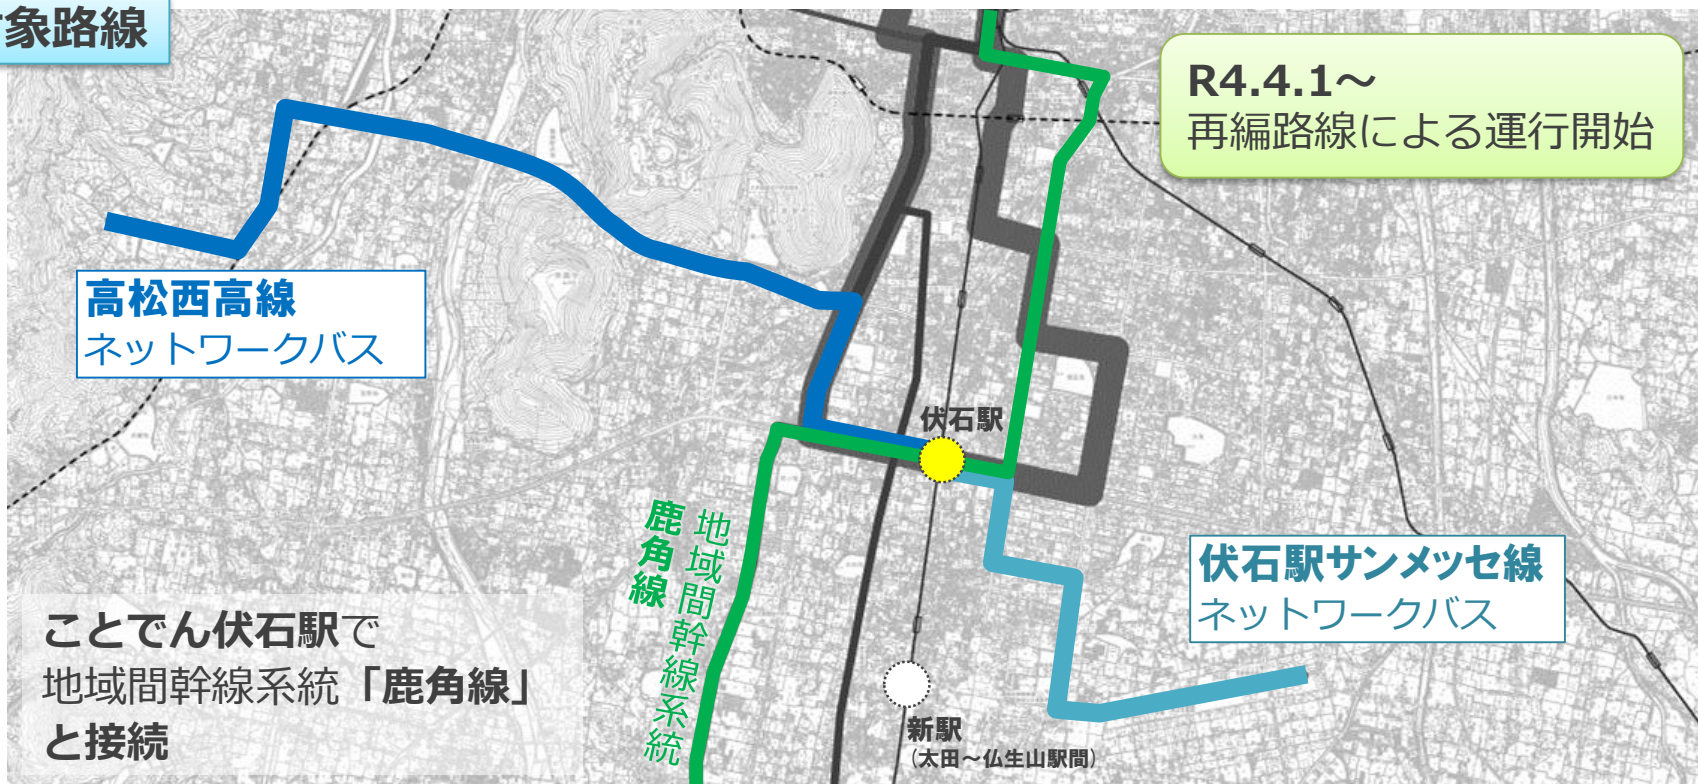 象路線
R4.4.1～
再編路線による運行開始
高松西高線
ネットワークバス
伏石駅
鹿角線
地域間幹線系統
伏石駅サンメッセ線
ネットワークバス
ことでん伏石駅で
地域間幹線系統「鹿角線」
と接続
新駅
(太田～仏生山駅間)